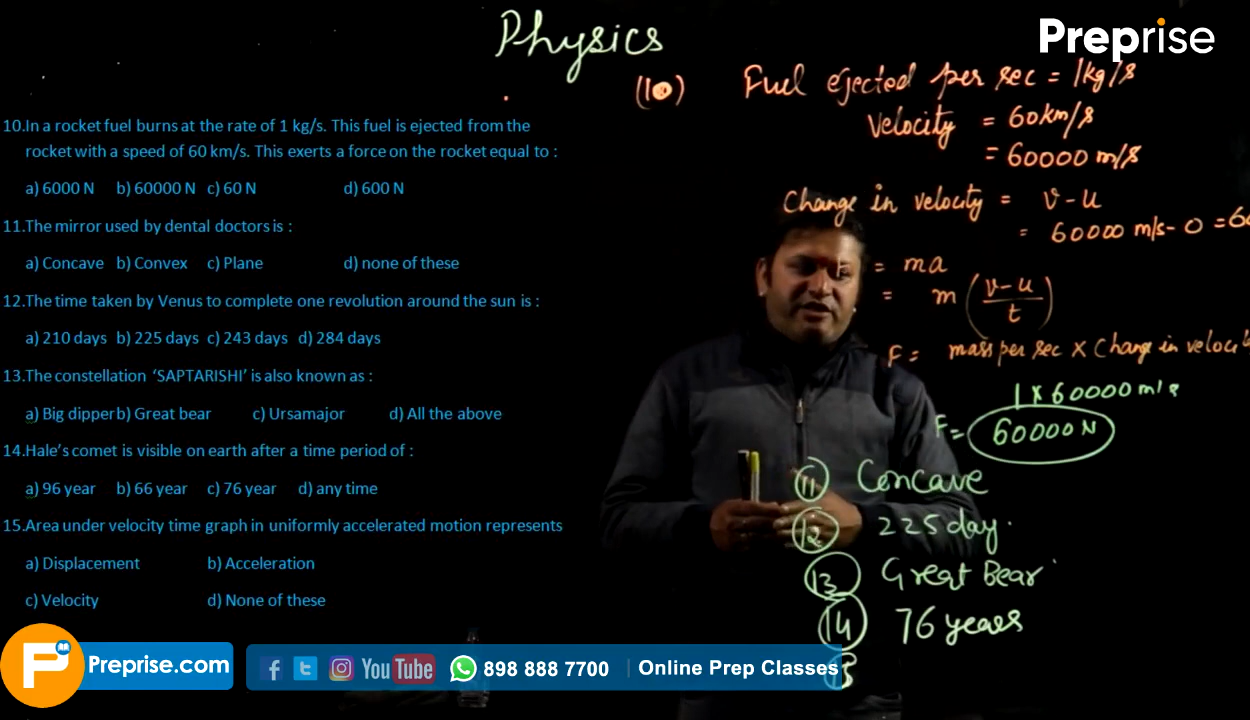 Physics
Preprise
10.In a rocket fuel burns at the rate of 1 kg/s. This fuel is ejected from the
rocket with a speed of 60 km/s. This exerts a force on the rocket equal to :
a) 6000 N b) 60000 N c) 60 N d) 600 N
11.The mirror used by dental doctors is :
a) Concave b) Convex c) Plane d) none of these
12.The time taken by Venus to complete one revolution around the sun is :
a) 210 days b) 225 days c) 243 days d) 284 days
13.The constellation ‘SAPTARISHI’ is also known as :
a) Big dipper b) Great bear c) Ursamajor d) All the above
14.Hale’s comet is visible on earth after a time period of :
a) 96 year b) 66 year c) 76 year d) any time
15.Area under velocity time graph in uniformly accelerated motion represents
a) Displacement b) Acceleration
c) Velocity d) None of these
(10) Fuel ejected per sec = 1kg/s
Velocity = 60km/s
= 60000 m/s
Change in velocity = v-u
= 60000 m/s - 0 =
= ma
= m (v-u/t)
F = mass per sec x Change in
1 x 60000 m/s
F= 60000 N
11 Concave
12 225 day.
13 Great Bear
14 76 years
Preprise.com
You Tube 898 888 7700 | Online Prep Classes